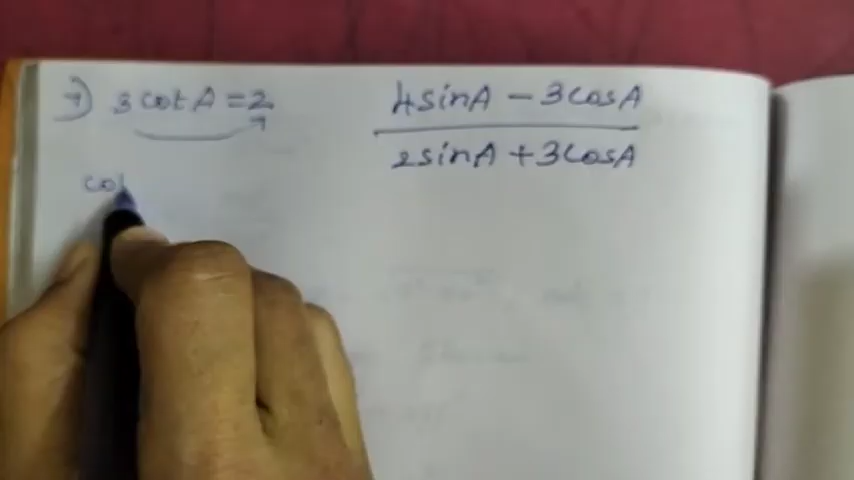 7) 3 cot A = 2
4sinA - 3cosA
2sinA + 3cosA
cot